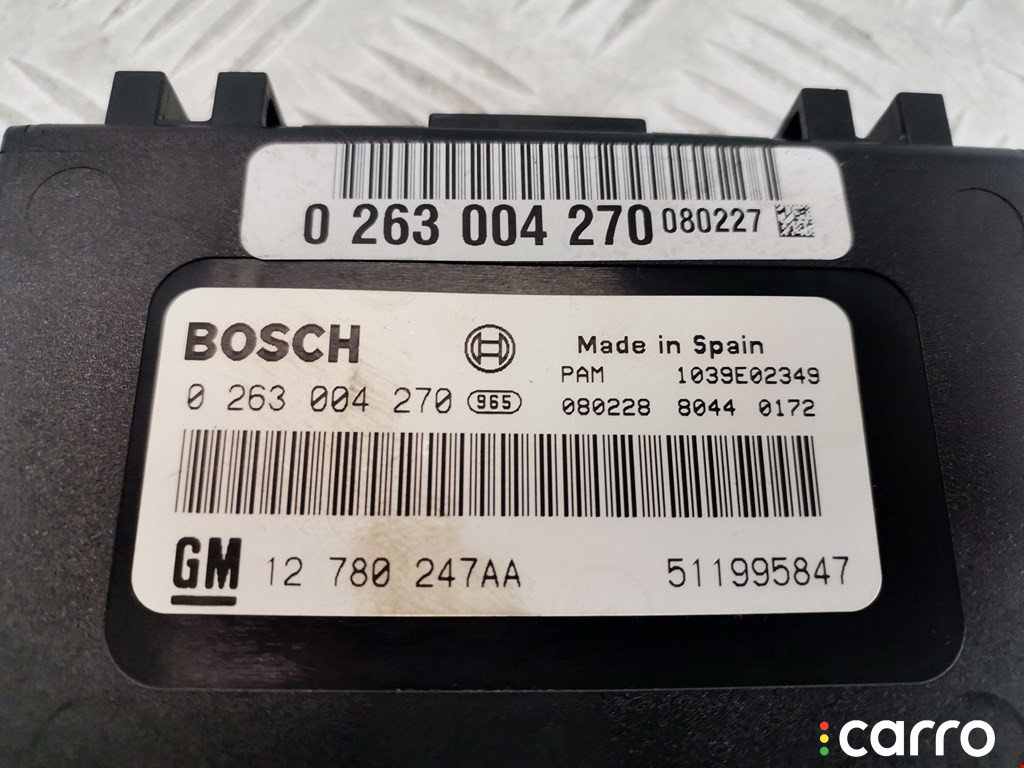 0 263 004 270 080227
BOSCH
Made in Spain
PAM 1039E02349
0 263 004 270 965
080228 8044 0172
GM 12 780 247AA 511995847
carro